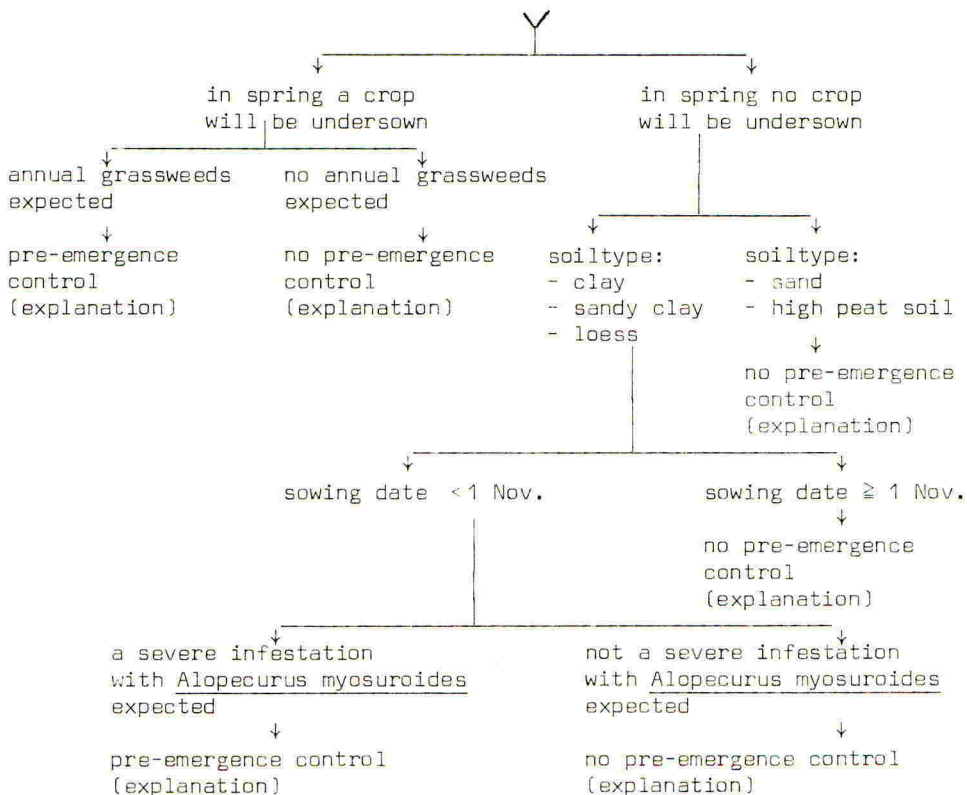 in spring a crop
will be undersown
in spring no crop
will be undersown
annual grassweeds
expected
no annual grassweeds
expected
pre-emergence
control
(explanation)
no pre-emergence
control
(explanation)
soiltype:
- clay
- sandy clay
- loess
soiltype:
- sand
- high peat soil
no pre-emergence
control
(explanation)
sowing date <1 Nov.
sowing date ≧ 1 Nov.
no pre-emergence
control
(explanation)
a severe infestation
with Alopecurus myosuroides
expected
not a severe infestation
with Alopecurus myosuroides
expected
pre-emergence control
(explanation)
no pre-emergence control
(explanation)